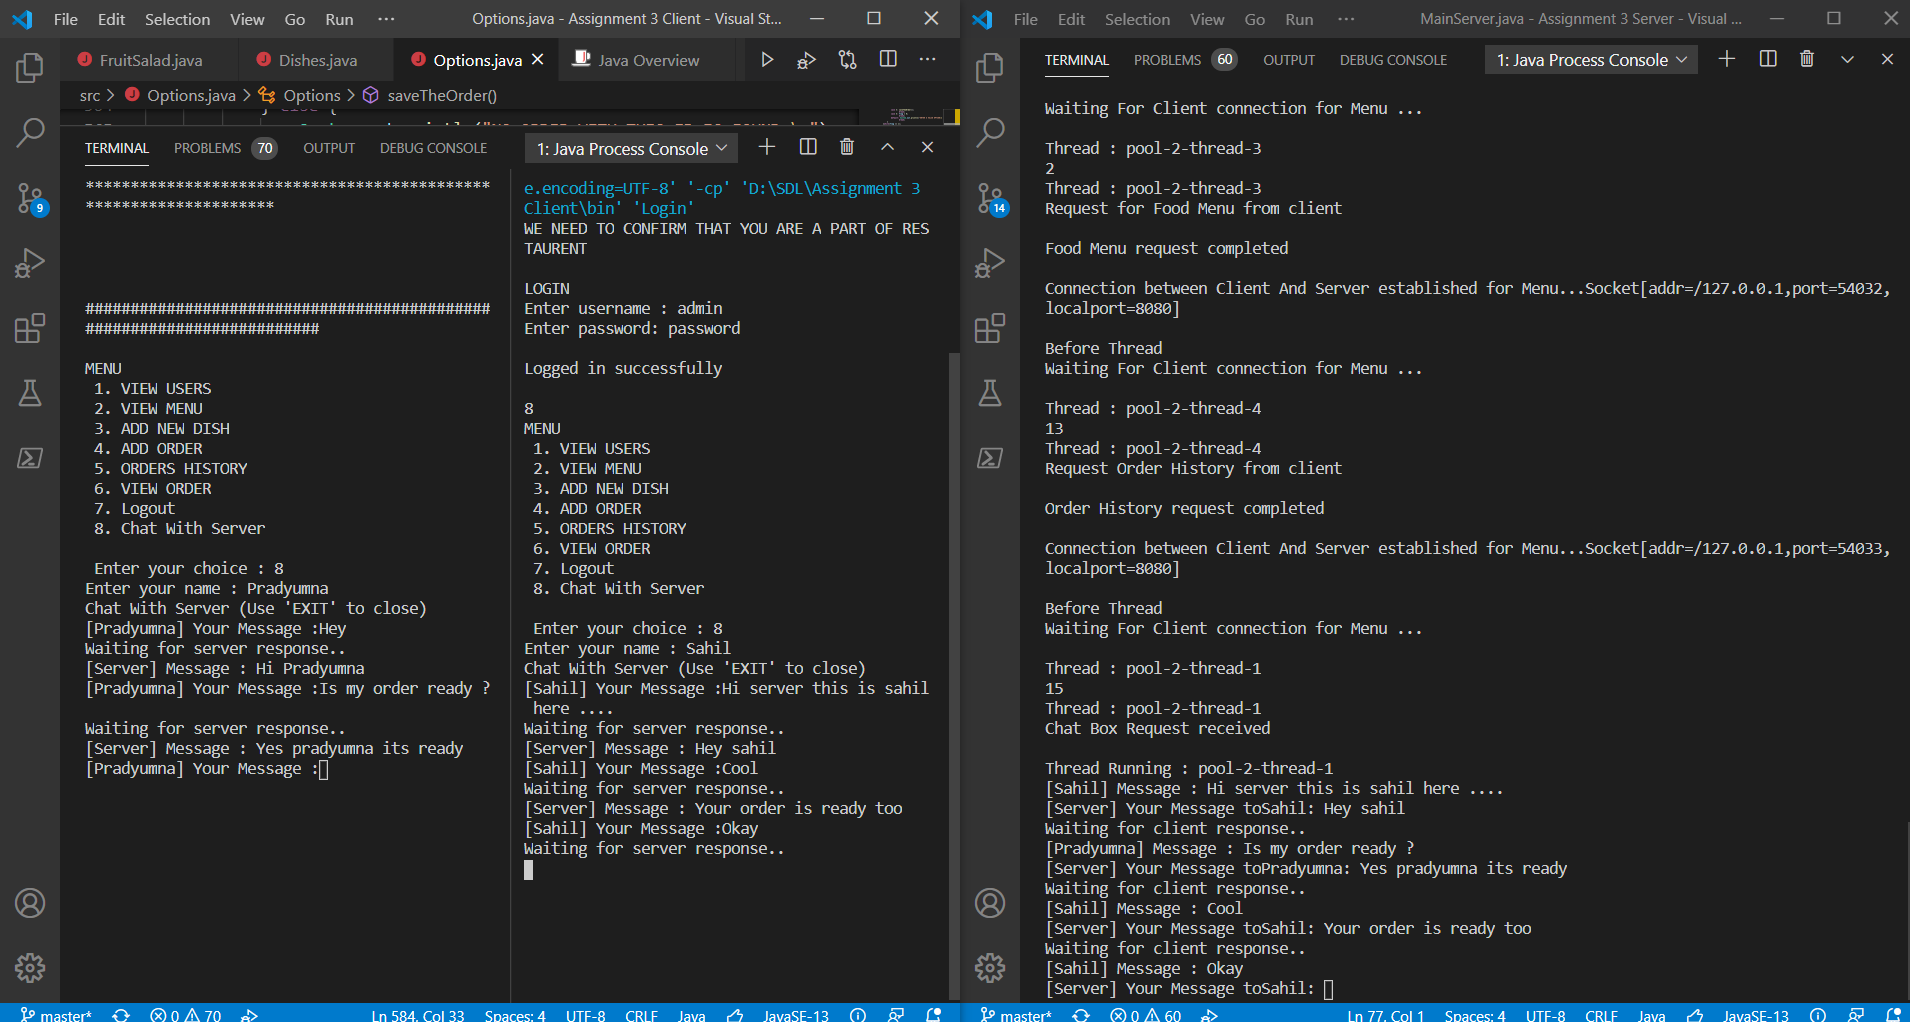 File Edit Selection View Go Run ··· Options.java - Assignment 3 Client - Visual St...
FruitSalad.java Dishes.java Options.java Java Overview
src > Options.java > Options > saveTheOrder()
TERMINAL PROBLEMS 70 OUTPUT DEBUG CONSOLE 1: Java Process Console
*********************************************
*********************
#############################################
##########################
MENU
1. VIEW USERS
2. VIEW MENU
3. ADD NEW DISH
4. ADD ORDER
5. ORDERS HISTORY
6. VIEW ORDER
7. Logout
8. Chat With Server
Enter your choice : 8
Enter your name : Pradyumna
Chat With Server (Use 'EXIT' to close)
[Pradyumna] Your Message :Hey
Waiting for server response..
[Server] Message : Hi Pradyumna
[Pradyumna] Your Message :Is my order ready ?
Waiting for server response..
[Server] Message : Yes pradyumna its ready
[Pradyumna] Your Message :
e.encoding=UTF-8' '-cp' 'D:\SDL\Assignment 3
Client\bin' 'Login'
WE NEED TO CONFIRM THAT YOU ARE A PART OF RES
TAURENT
LOGIN
Enter username : admin
Enter password: password
Logged in successfully
8
MENU
1. VIEW USERS
2. VIEW MENU
3. ADD NEW DISH
4. ADD ORDER
5. ORDERS HISTORY
6. VIEW ORDER
7. Logout
8. Chat With Server
Enter your choice : 8
Enter your name : Sahil
Chat With Server (Use 'EXIT' to close)
[Sahil] Your Message :Hi server this is sahil
here ....
Waiting for server response..
[Server] Message : Hey sahil
[Sahil] Your Message :Cool
Waiting for server response..
[Server] Message : Your order is ready too
[Sahil] Your Message :Okay
Waiting for server response..
9
master* 0 70 Ln 584, Col 33 Spaces: 4 UTF-8 CRLF Java JavaSE-13
File Edit Selection View Go Run ··· MainServer.java - Assignment 3 Server - Visual ...
TERMINAL PROBLEMS 60 OUTPUT DEBUG CONSOLE 1: Java Process Console
Waiting For Client connection for Menu ...
Thread : pool-2-thread-3
2
Thread : pool-2-thread-3
Request for Food Menu from client
Food Menu request completed
Connection between Client And Server established for Menu...Socket[addr=/127.0.0.1,port=54032,
localport=8080]
Before Thread
Waiting For Client connection for Menu ...
Thread : pool-2-thread-4
13
Thread : pool-2-thread-4
Request Order History from client
Order History request completed
Connection between Client And Server established for Menu...Socket[addr=/127.0.0.1,port=54033,
localport=8080]
Before Thread
Waiting For Client connection for Menu ...
Thread : pool-2-thread-1
15
Thread : pool-2-thread-1
Chat Box Request received
Thread Running : pool-2-thread-1
[Sahil] Message : Hi server this is sahil here ....
[Server] Your Message toSahil: Hey sahil
Waiting for client response..
[Pradyumna] Message : Is my order ready ?
[Server] Your Message toPradyumna: Yes pradyumna its ready
Waiting for client response..
[Sahil] Message : Cool
[Server] Your Message toSahil: Your order is ready too
Waiting for client response..
[Sahil] Message : Okay
[Server] Your Message toSahil:
14
master* 0 60 Ln 77, Col 1 Spaces: 4 UTF-8 CRLF Java JavaSE-13